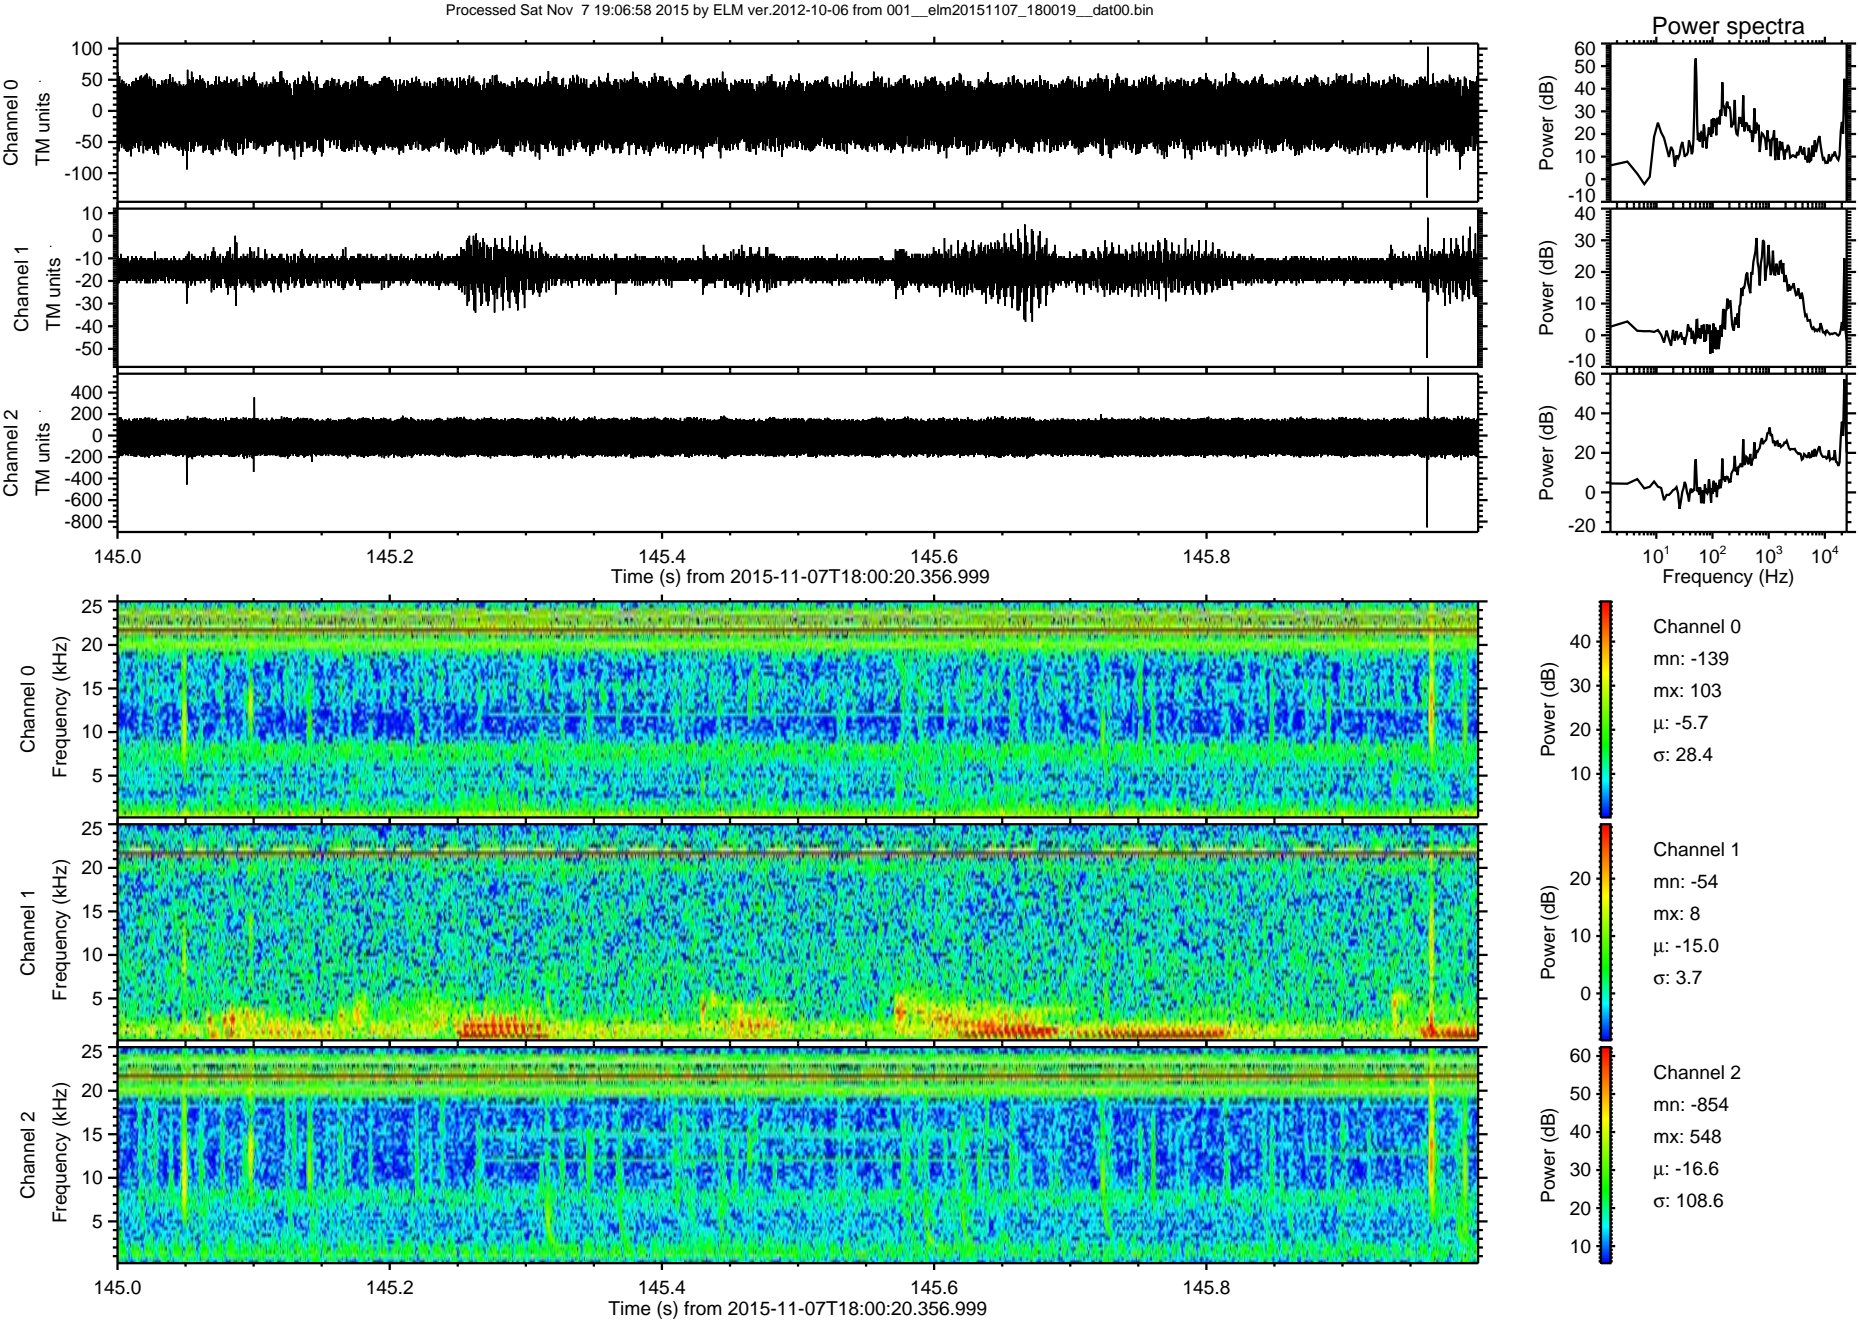 Processed Sat Nov  7 19:06:58 2015 by ELM ver.2012-10-06 from 001__elm20151107_180019__dat00.bin
Power spectra
Channel 0
TM units
100
50
0
-50
-100
Power (dB)
60
50
40
30
20
10
0
-10
Channel 1
TM units
10
0
-10
-20
-30
-40
-50
Power (dB)
40
30
20
10
0
-10
Channel 2
TM units
400
200
0
-200
-400
-600
-800
Power (dB)
60
40
20
0
-20
145.0 145.2 145.4 145.6 145.8
Time (s) from 2015-11-07T18:00:20.356.999
10¹ 10² 10³ 10⁴
Frequency (Hz)
Channel 0
Frequency (kHz)
25
20
15
10
5
Power (dB)
40
30
20
10
Channel 0
mn: -139
mx: 103
μ: -5.7
σ: 28.4
Channel 1
Frequency (kHz)
25
20
15
10
5
Power (dB)
20
10
0
Channel 1
mn: -54
mx: 8
μ: -15.0
σ: 3.7
Channel 2
Frequency (kHz)
25
20
15
10
5
Power (dB)
60
50
40
30
20
10
Channel 2
mn: -854
mx: 548
μ: -16.6
σ: 108.6
145.0 145.2 145.4 145.6 145.8
Time (s) from 2015-11-07T18:00:20.356.999